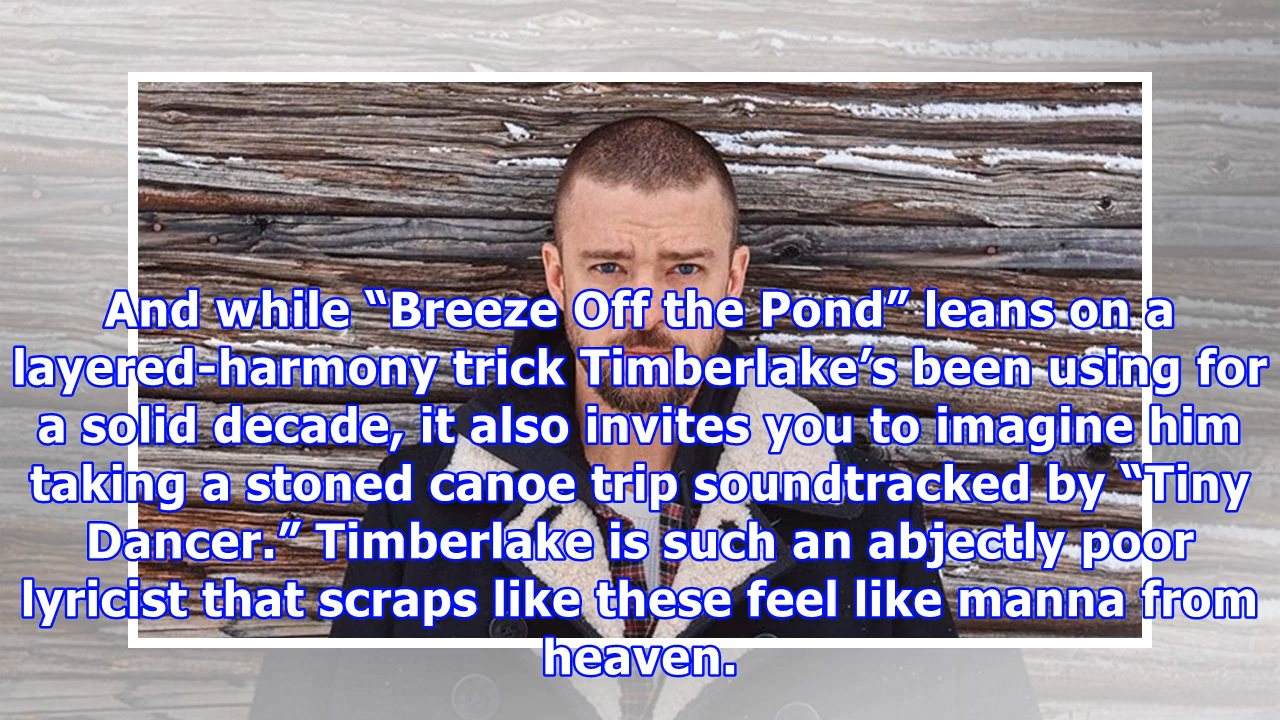 And while “Breeze Off the Pond” leans on a
layered-harmony trick Timberlake’s been using for
a solid decade, it also invites you to imagine him
taking a stoned canoe trip soundtracked by “Tiny
Dancer.” Timberlake is such an abjectly poor
lyricist that scraps like these feel like manna from
heaven.